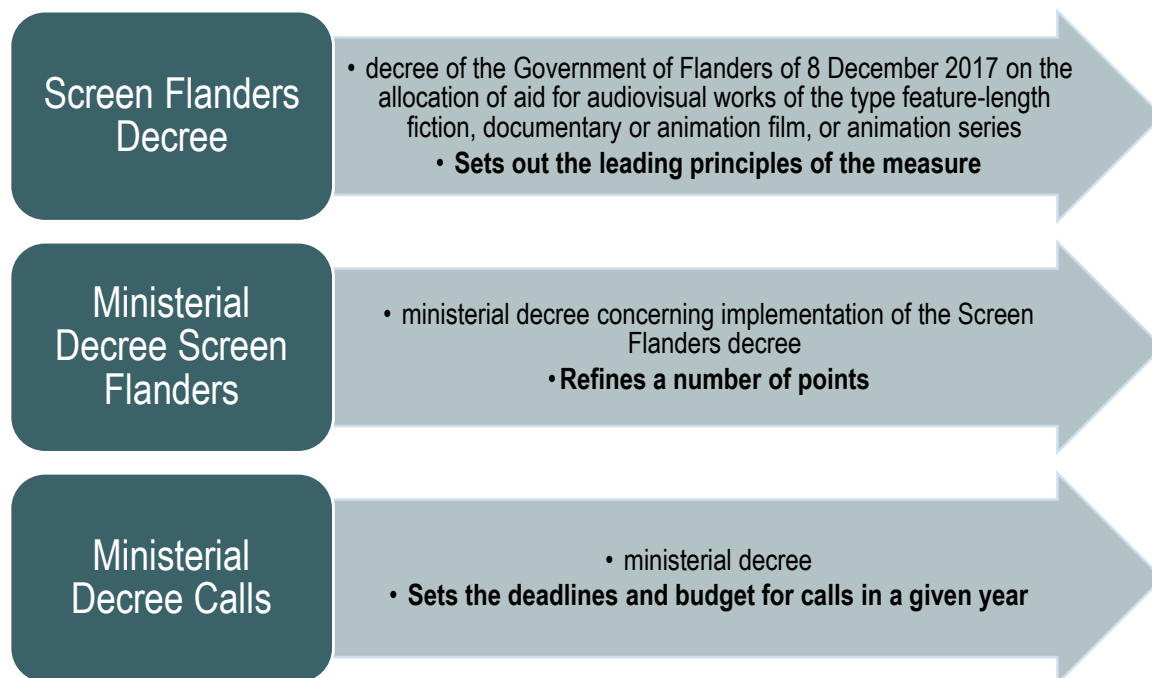 Screen Flanders
Decree
• decree of the Government of Flanders of 8 December 2017 on the
allocation of aid for audiovisual works of the type feature-length
fiction, documentary or animation film, or animation series
• Sets out the leading principles of the measure
Ministerial
Decree Screen
Flanders
• ministerial decree concerning implementation of the Screen
Flanders decree
• Refines a number of points
Ministerial
Decree Calls
• ministerial decree
• Sets the deadlines and budget for calls in a given year